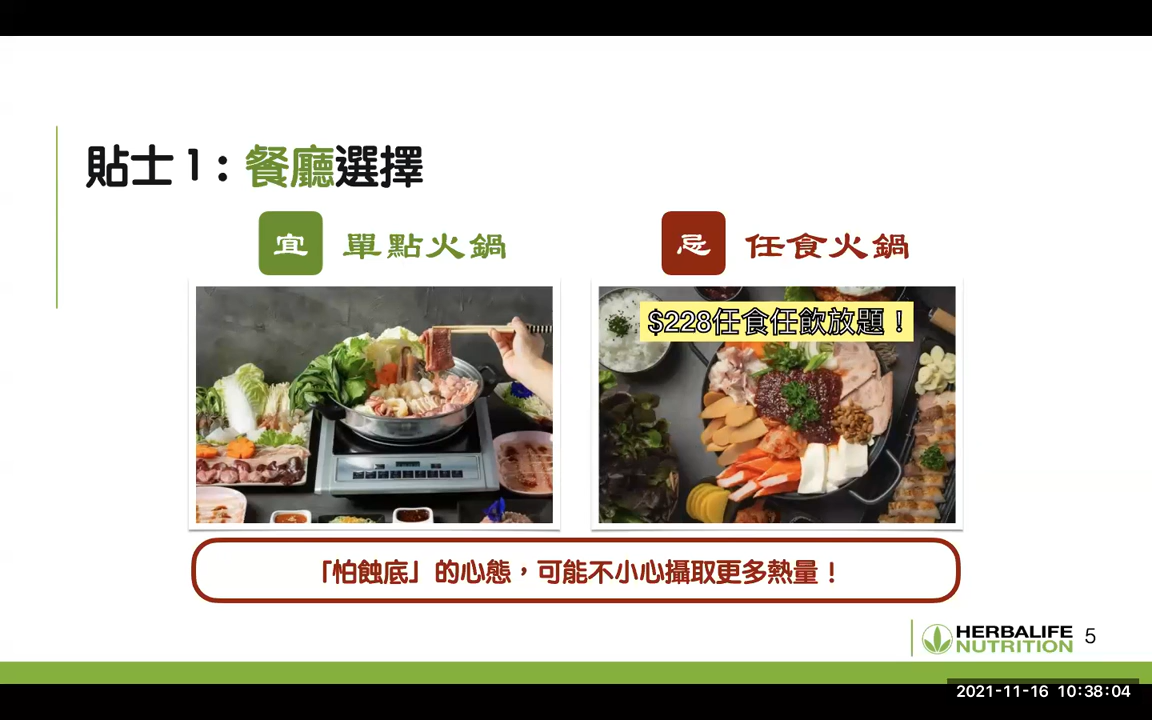 貼士 1 : 餐廳選擇
宜 單點火鍋
忌 任食火鍋
$228任食任飲放題！
「怕蝕底」的心態，可能不小心攝取更多熱量！
HERBALIFE
NUTRITION
5
2021-11-16 10:38:04